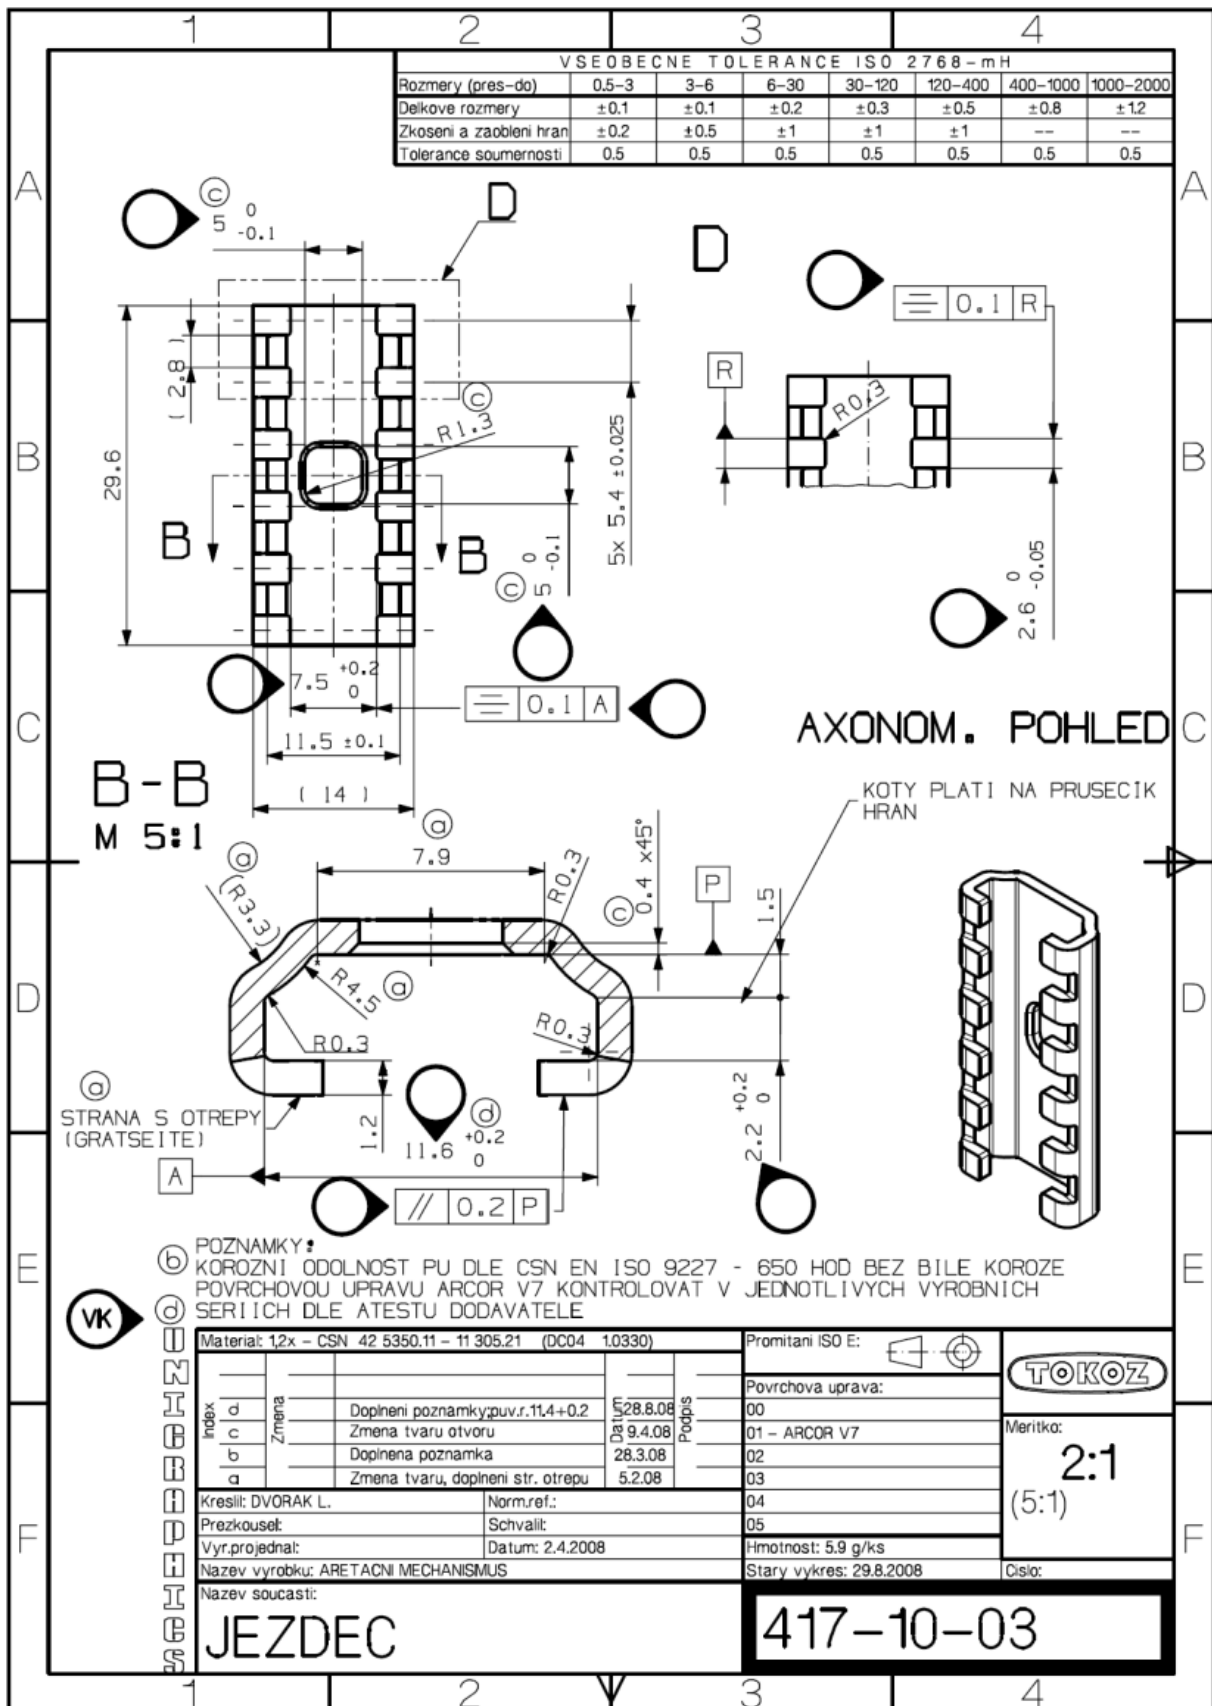 1 2 3 4
VSEOBECNE TOLERANCE ISO 2768-mH
Rozmery (pres-do) 0.5-3 3-6 6-30 30-120 120-400 400-1000 1000-2000
Delkove rozmery ±0.1 ±0.1 ±0.2 ±0.3 ±0.5 ±0.8 ±1.2
Zkoseni a zaobleni hran ±0.2 ±0.5 ±1 ±1 ±1 -- --
Tolerance soumernosti 0.5 0.5 0.5 0.5 0.5 0.5 0.5
A A
c
5 0 -0.1
D
D
0.1 R
29.6
( 2.8 )
c
R1.3
5x 5.4 ±0.025
R
R0.3
B B
B B
c 5 0 -0.1
2.6 0 -0.05
7.5 +0.2 0
0.1 A
C C
11.5 ±0.1
AXONOM. POHLED
B-B
( 14 )
M 5:1
KOTY PLATI NA PRUSECIK
HRAN
a
7.9
a
(R3.3)
R0.3
c
0.4 x45°
P
1.5
R4.5
a
D D
R0.3
R0.3
a
STRANA S OTREPY
(GRATSEITE)
1.2
d
11.6 +0.2 0
2.2 +0.2 0
A
// 0.2 P
E E
POZNAMKY:
b KOROZNI ODOLNOST PU DLE CSN EN ISO 9227 - 650 HOD BEZ BILE KOROZE
POVRCHOVOU UPRAVU ARCOR V7 KONTROLOVAT V JEDNOTLIVYCH VYROBNICH
d SERIICH DLE ATESTU DODAVATELE
VK
UNIGRAPHICS
Material: 1,2x - CSN 42 5350.11 - 11 305.21 (DC04 1.0330)
Promitani ISO E:
TOKOZ
Index Zmena Datum Podpis
d Doplneni poznamky;puv.r.11.4+0.2 28.8.08
c Zmena tvaru otvoru 9.4.08
b Doplnena poznamka 28.3.08
a Zmena tvaru, doplneni str. otrepu 5.2.08
Povrchova uprava:
00
01 - ARCOR V7
02
03
04
05
Meritko:
2:1
(5:1)
Kreslil: DVORAK L. Norm.ref.:
Prezkousel: Schvalil:
Vyr.projednal: Datum: 2.4.2008
Hmotnost: 5.9 g/ks
Nazev vyrobku: ARETACNI MECHANISMUS
Stary vykres: 29.8.2008
Cislo:
F F
Nazev soucasti:
JEZDEC
417-10-03
1 2 3 4